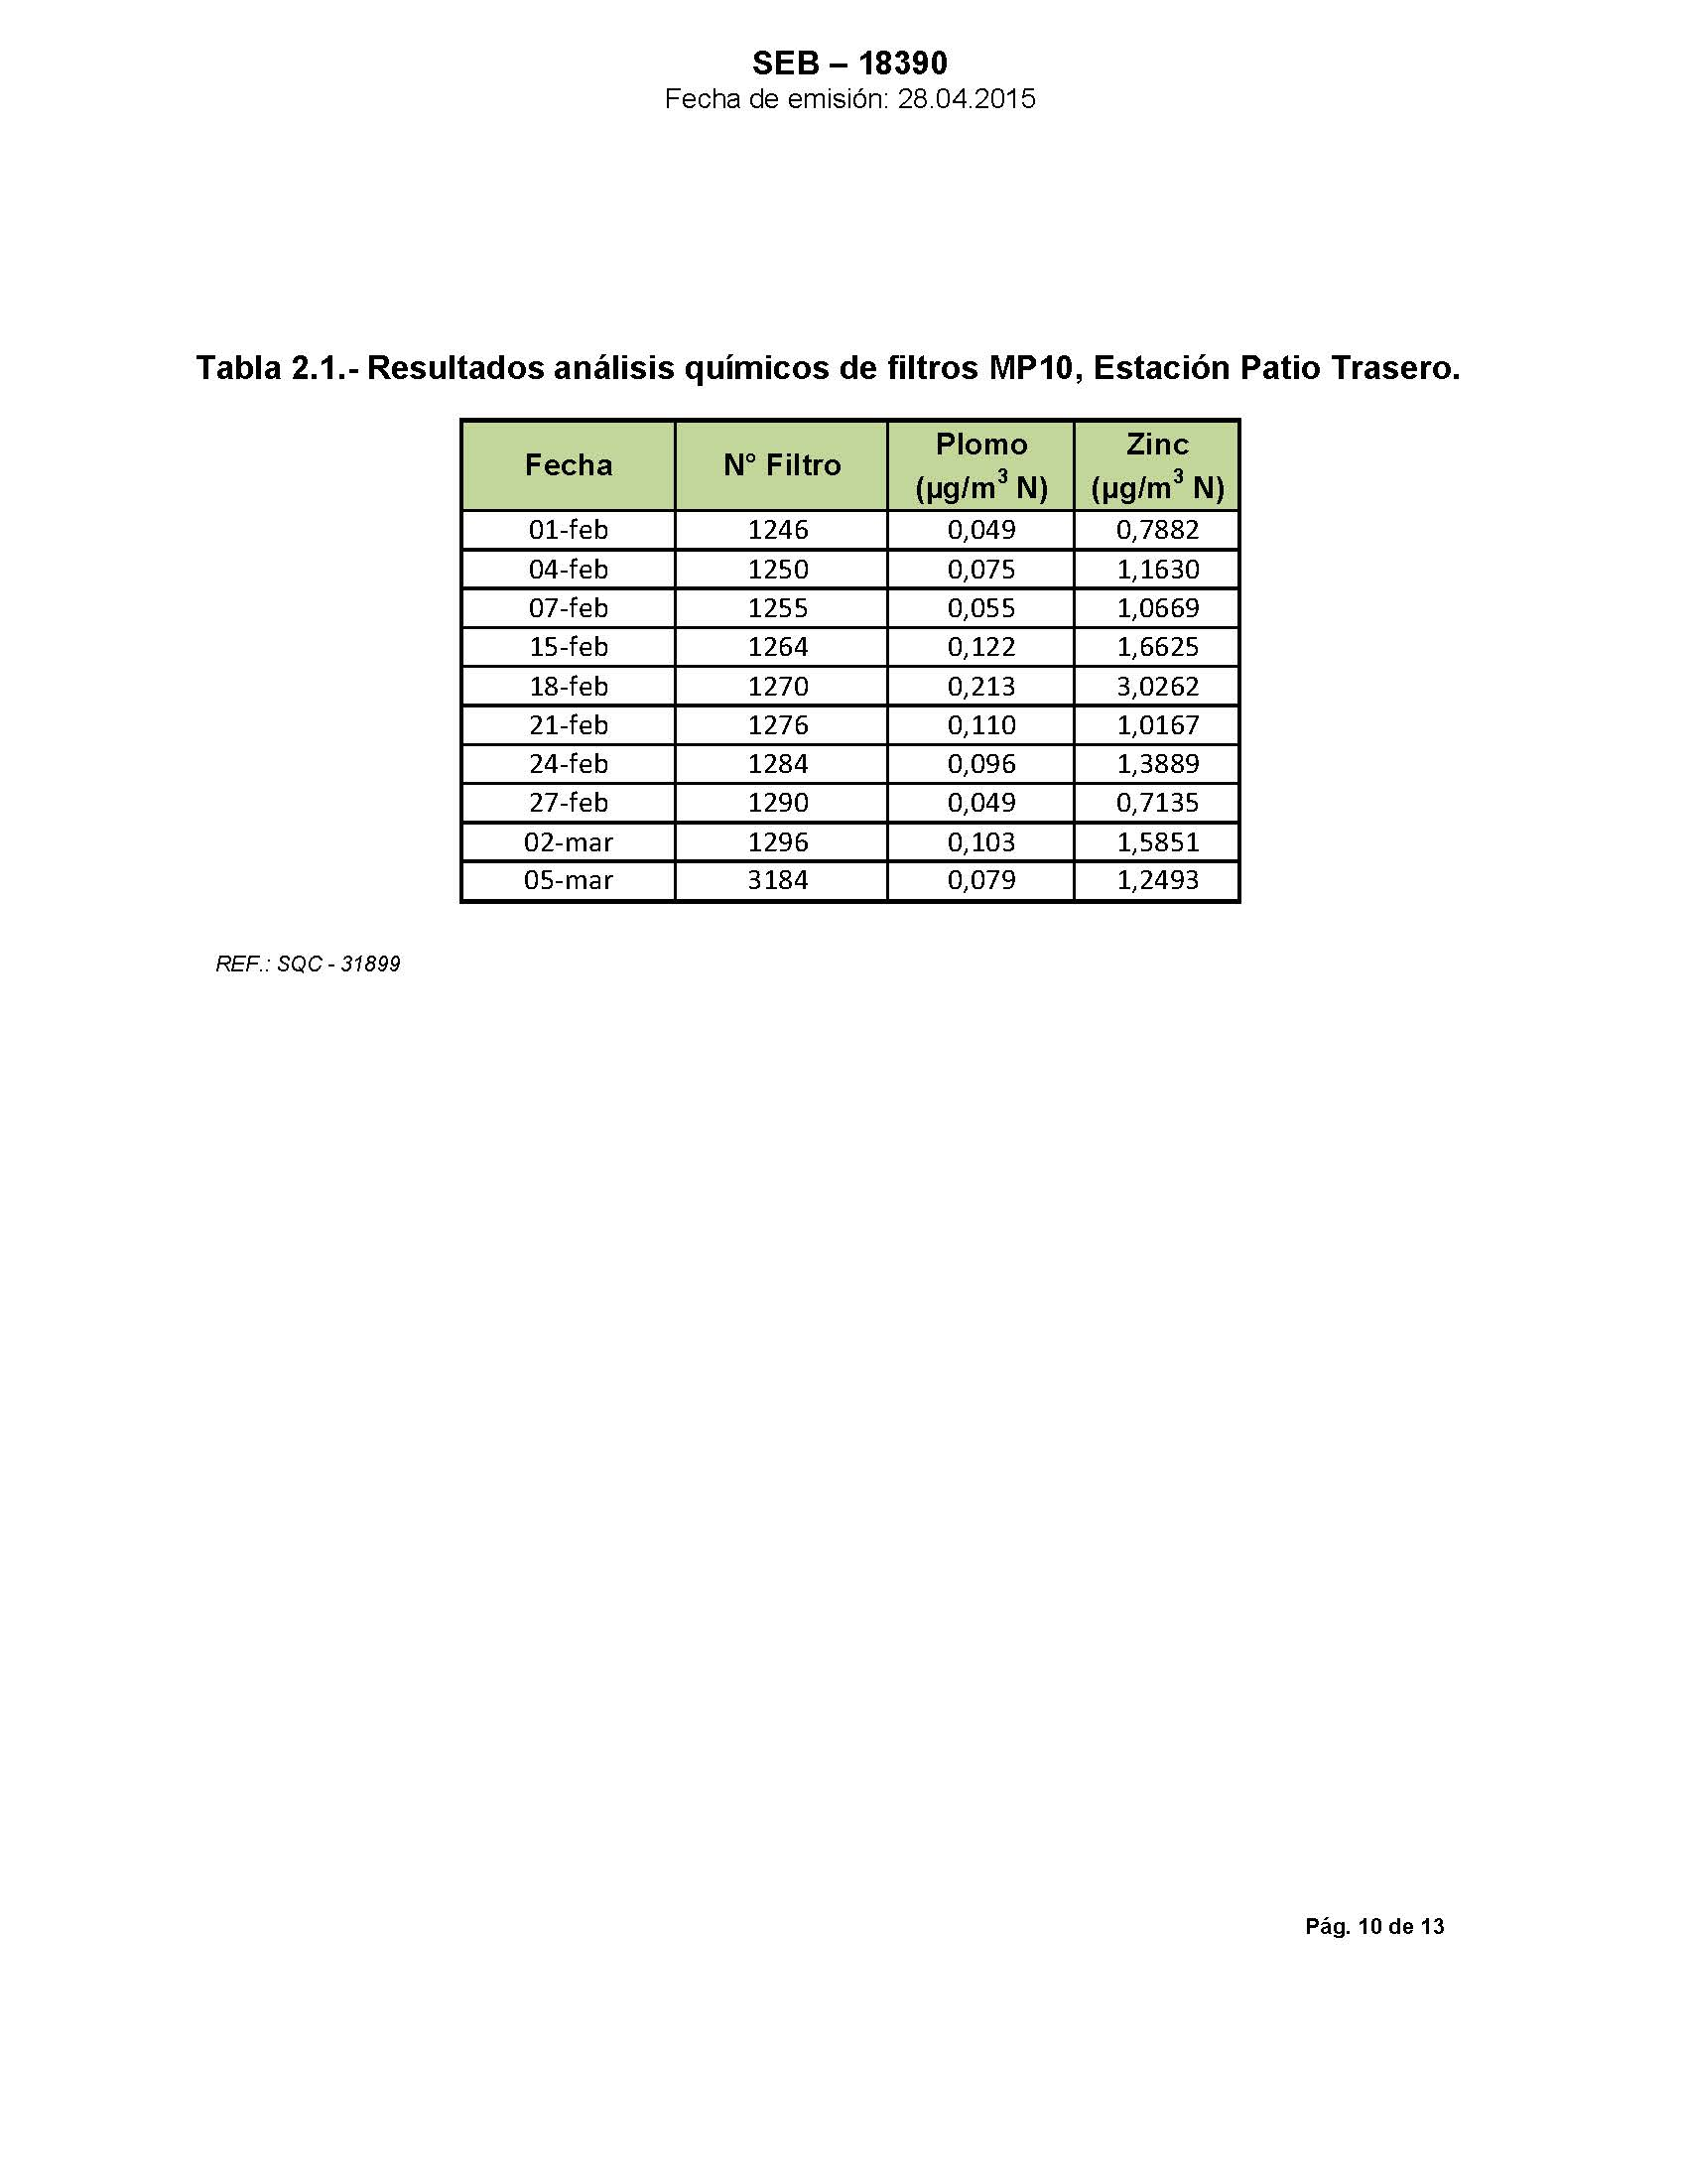 SEB – 18390
Fecha de emisión: 28.04.2015
Tabla 2.1.- Resultados análisis químicos de filtros MP10, Estación Patio Trasero.
Fecha N° Filtro Plomo (µg/m³ N) Zinc (µg/m³ N)
01-feb 1246 0,049 0,7882
04-feb 1250 0,075 1,1630
07-feb 1255 0,055 1,0669
15-feb 1264 0,122 1,6625
18-feb 1270 0,213 3,0262
21-feb 1276 0,110 1,0167
24-feb 1284 0,096 1,3889
27-feb 1290 0,049 0,7135
02-mar 1296 0,103 1,5851
05-mar 3184 0,079 1,2493
REF.: SQC - 31899
Pág. 10 de 13